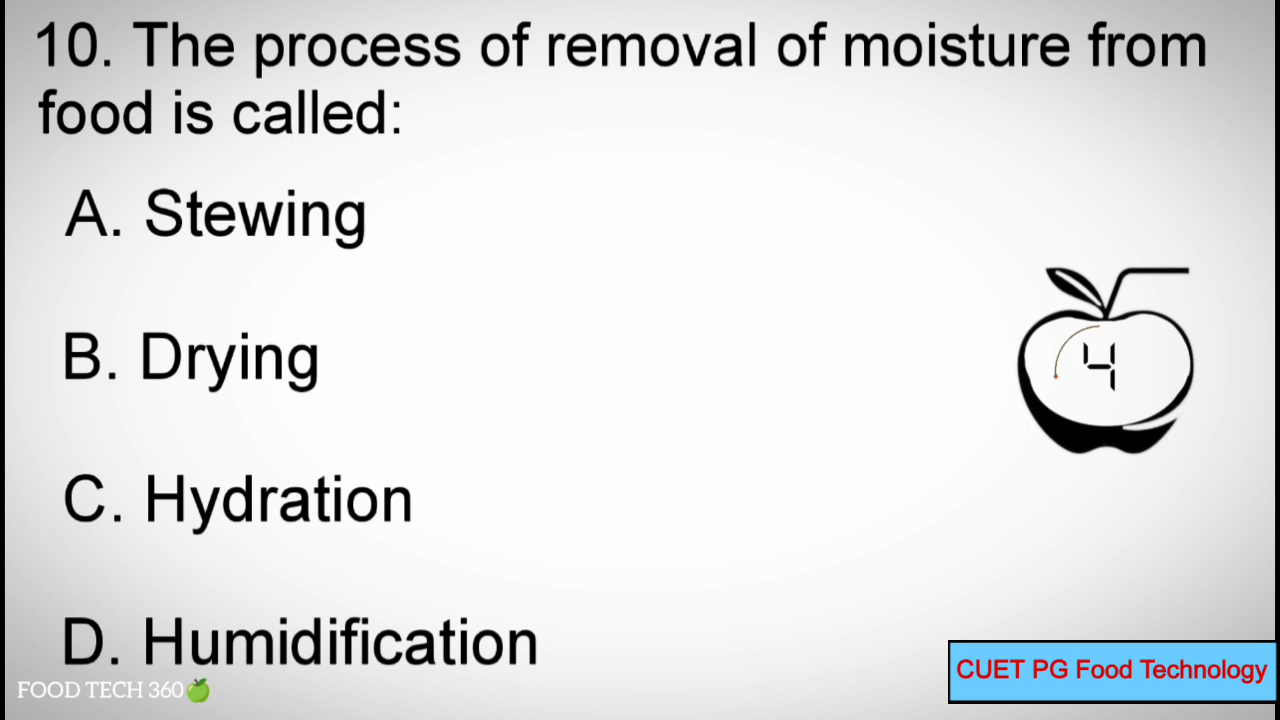 10. The process of removal of moisture from
food is called:
A. Stewing
B. Drying
4
C. Hydration
D. Humidification
CUET PG Food Technology
FOOD TECH 360